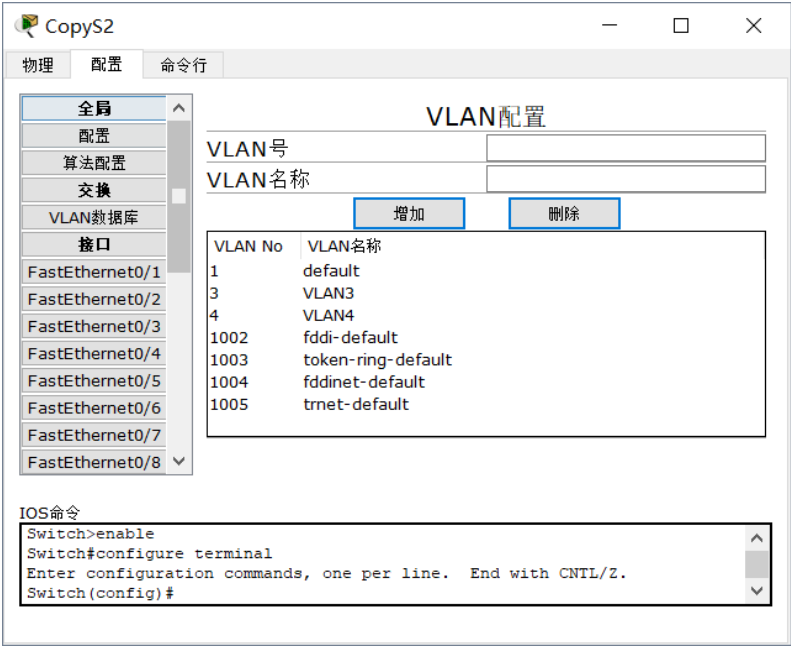 CopyS2
物理 配置 命令行
全局
配置
算法配置
交换
VLAN数据库
接口
FastEthernet0/1
FastEthernet0/2
FastEthernet0/3
FastEthernet0/4
FastEthernet0/5
FastEthernet0/6
FastEthernet0/7
FastEthernet0/8
VLAN配置
VLAN号
VLAN名称
增加 删除
VLAN No VLAN名称
1 default
3 VLAN3
4 VLAN4
1002 fddi-default
1003 token-ring-default
1004 fddinet-default
1005 trnet-default
IOS命令
Switch>enable
Switch#configure terminal
Enter configuration commands, one per line.  End with CNTL/Z.
Switch(config)#